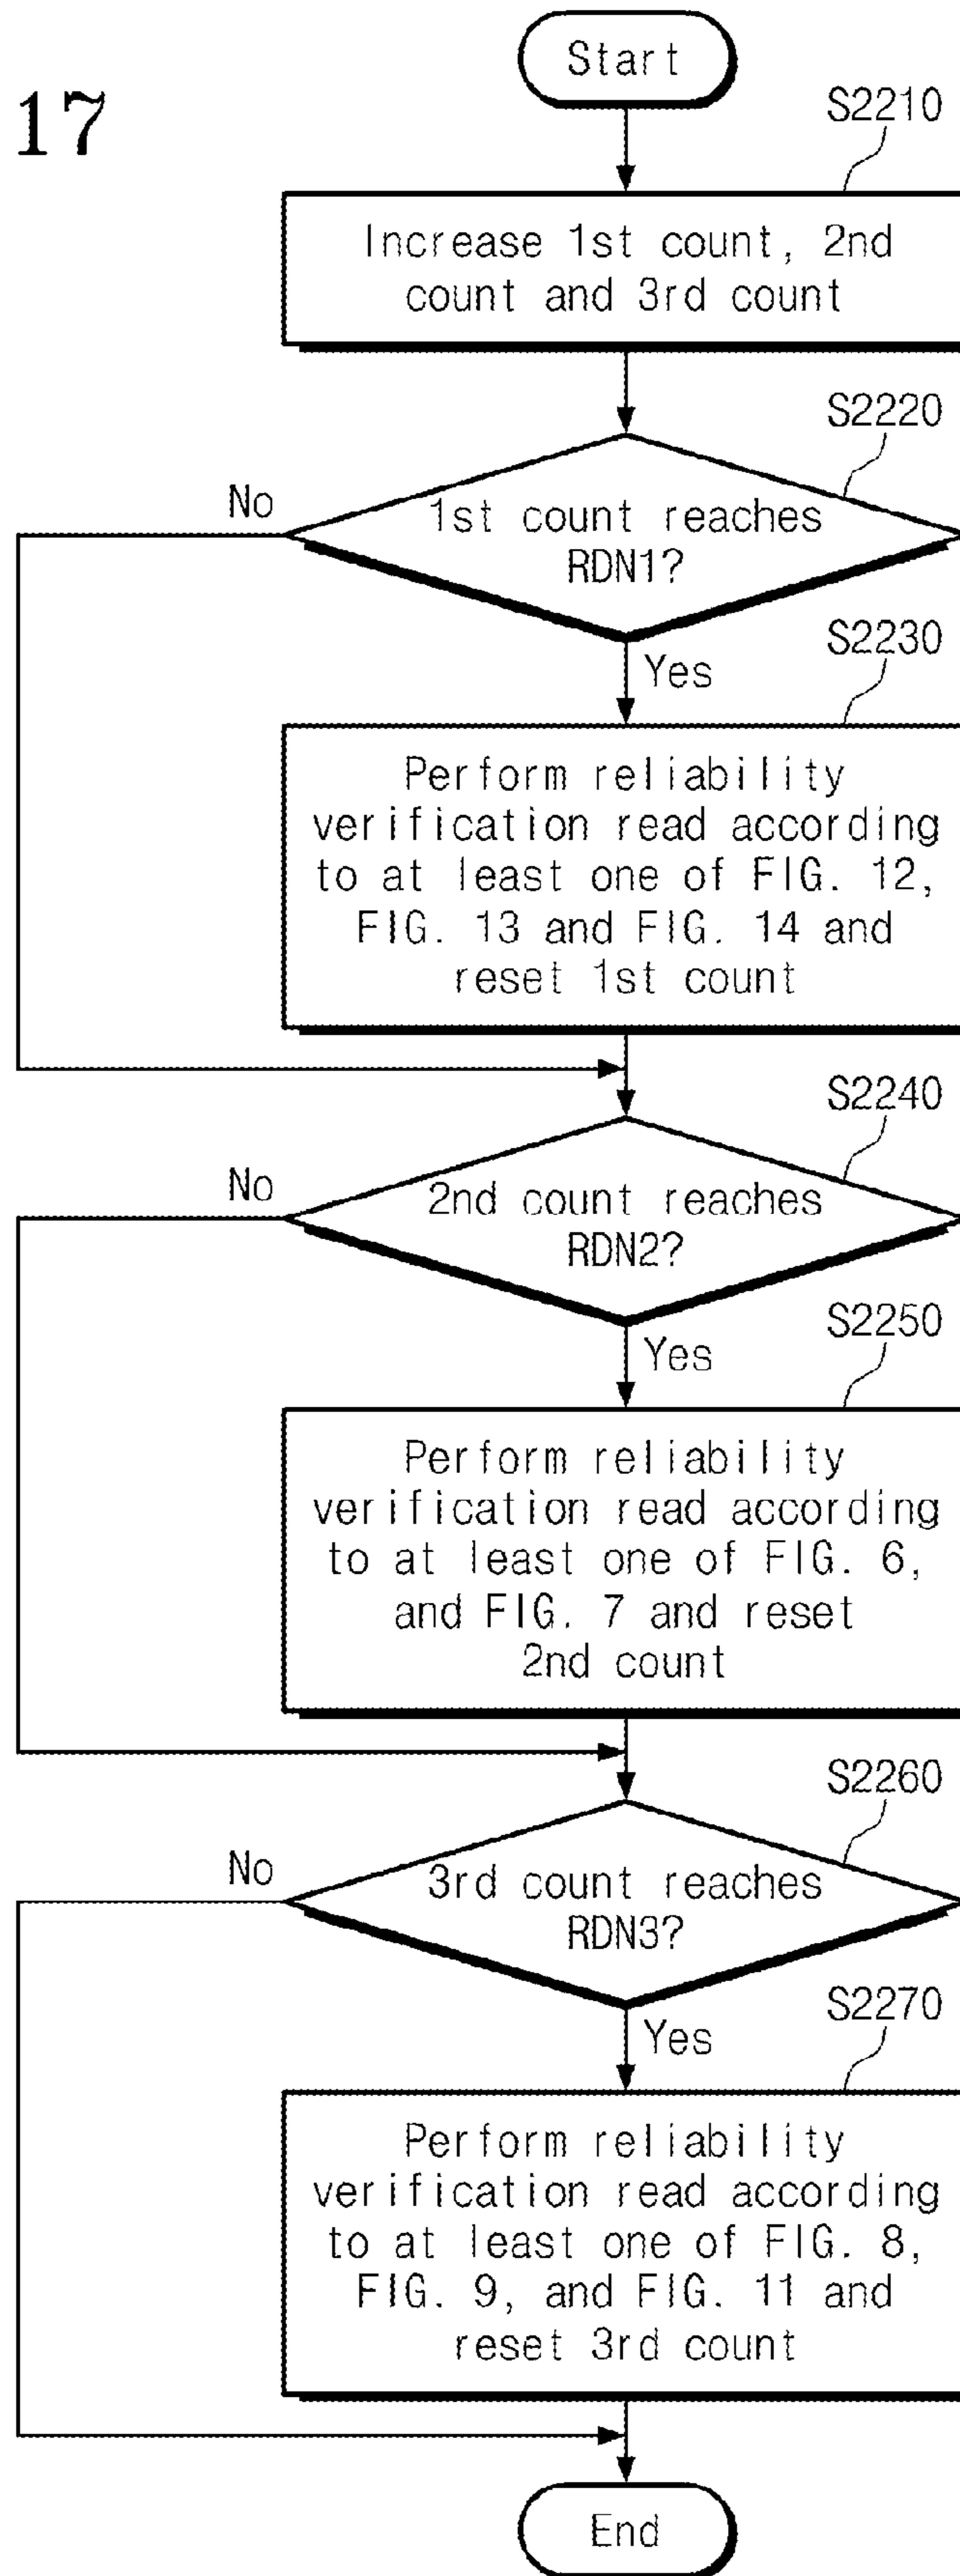 17
Start
S2210
Increase 1st count, 2nd
count and 3rd count
S2220
No
1st count reaches
RDN1?
S2230
Yes
Perform reliability
verification read according
to at least one of FIG. 12,
FIG. 13 and FIG. 14 and
reset 1st count
S2240
No
2nd count reaches
RDN2?
S2250
Yes
Perform reliability
verification read according
to at least one of FIG. 6,
and FIG. 7 and reset
2nd count
S2260
No
3rd count reaches
RDN3?
S2270
Yes
Perform reliability
verification read according
to at least one of FIG. 8,
FIG. 9, and FIG. 11 and
reset 3rd count
End